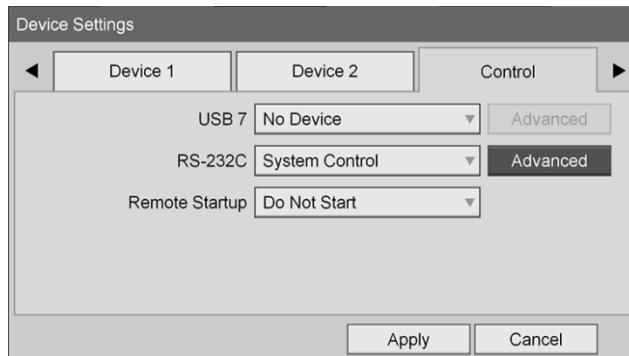 Device Settings
Device 1 Device 2 Control
USB 7 No Device Advanced
RS-232C System Control Advanced
Remote Startup Do Not Start
Apply Cancel